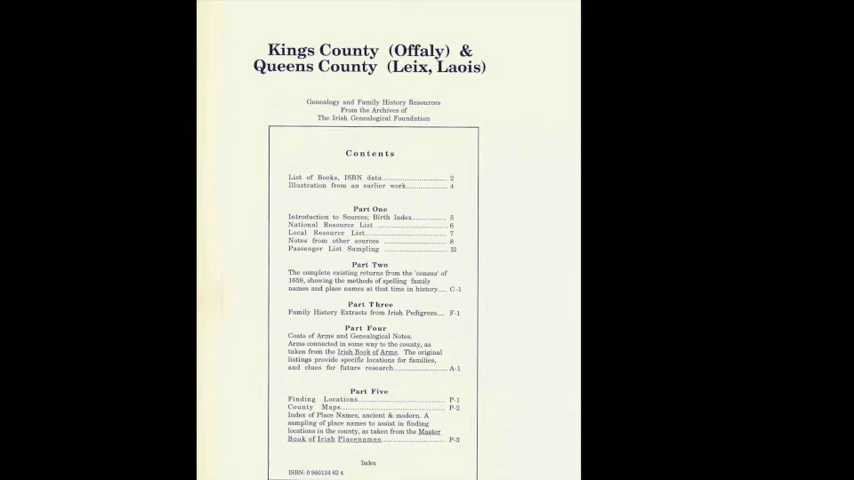 Kings County (Offaly) &
Queens County (Leix, Laois)
Genealogy and Family History Resources
From the Archives of
The Irish Genealogical Foundation
Contents
List of Books, ISBN data........................ 2
Illustration from an earlier work............... 4
Part One
Introduction to Sources; Birth Index............. 5
National Resource List ........................... 6
Local Resource List............................... 7
Notes from other sources ........................ 8
Passenger List Sampling ........................ 22
Part Two
The complete existing returns from the 'census' of
1659, showing the methods of spelling family
names and place names at that time in history.... C-1
Part Three
Family History Extracts from Irish Pedigrees.... F-1
Part Four
Coats of Arms and Genealogical Notes.
Arms connected in some way to the county, as
taken from the Irish Book of Arms. The original
listings provide specific locations for families,
and clues for future research.................... A-1
Part Five
Finding Locations................................ P-1
County Maps...................................... P-2
Index of Place Names, ancient & modern. A
sampling of place names to assist in finding
locations in the county, as taken from the Master
Book of Irish Placenames........................ P-3
Index
ISBN: 0 940134 62 4